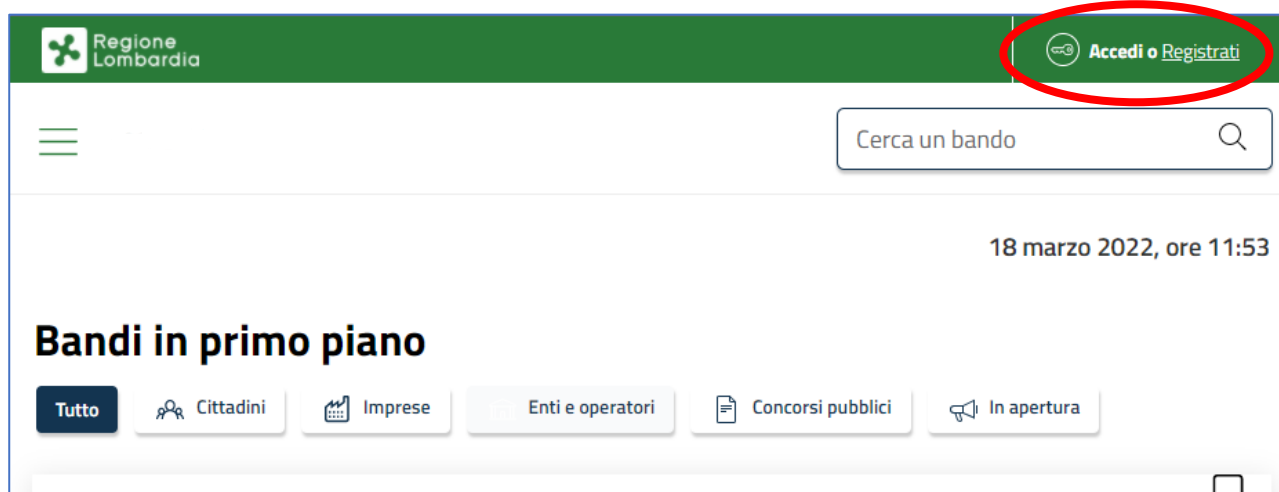 Regione
Lombardia
Accedi o Registrati
Cerca un bando
18 marzo 2022, ore 11:53
Bandi in primo piano
Tutto Cittadini Imprese Enti e operatori Concorsi pubblici In apertura